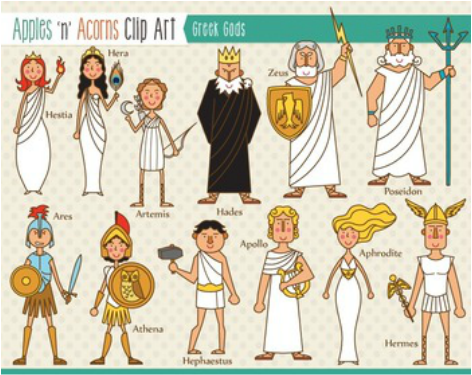 Apples 'n' Acorns Clip Art
Greek Gods
Hestia
Hera
Artemis
Hades
Zeus
Poseidon
Ares
Athena
Hephaestus
Apollo
Aphrodite
Hermes